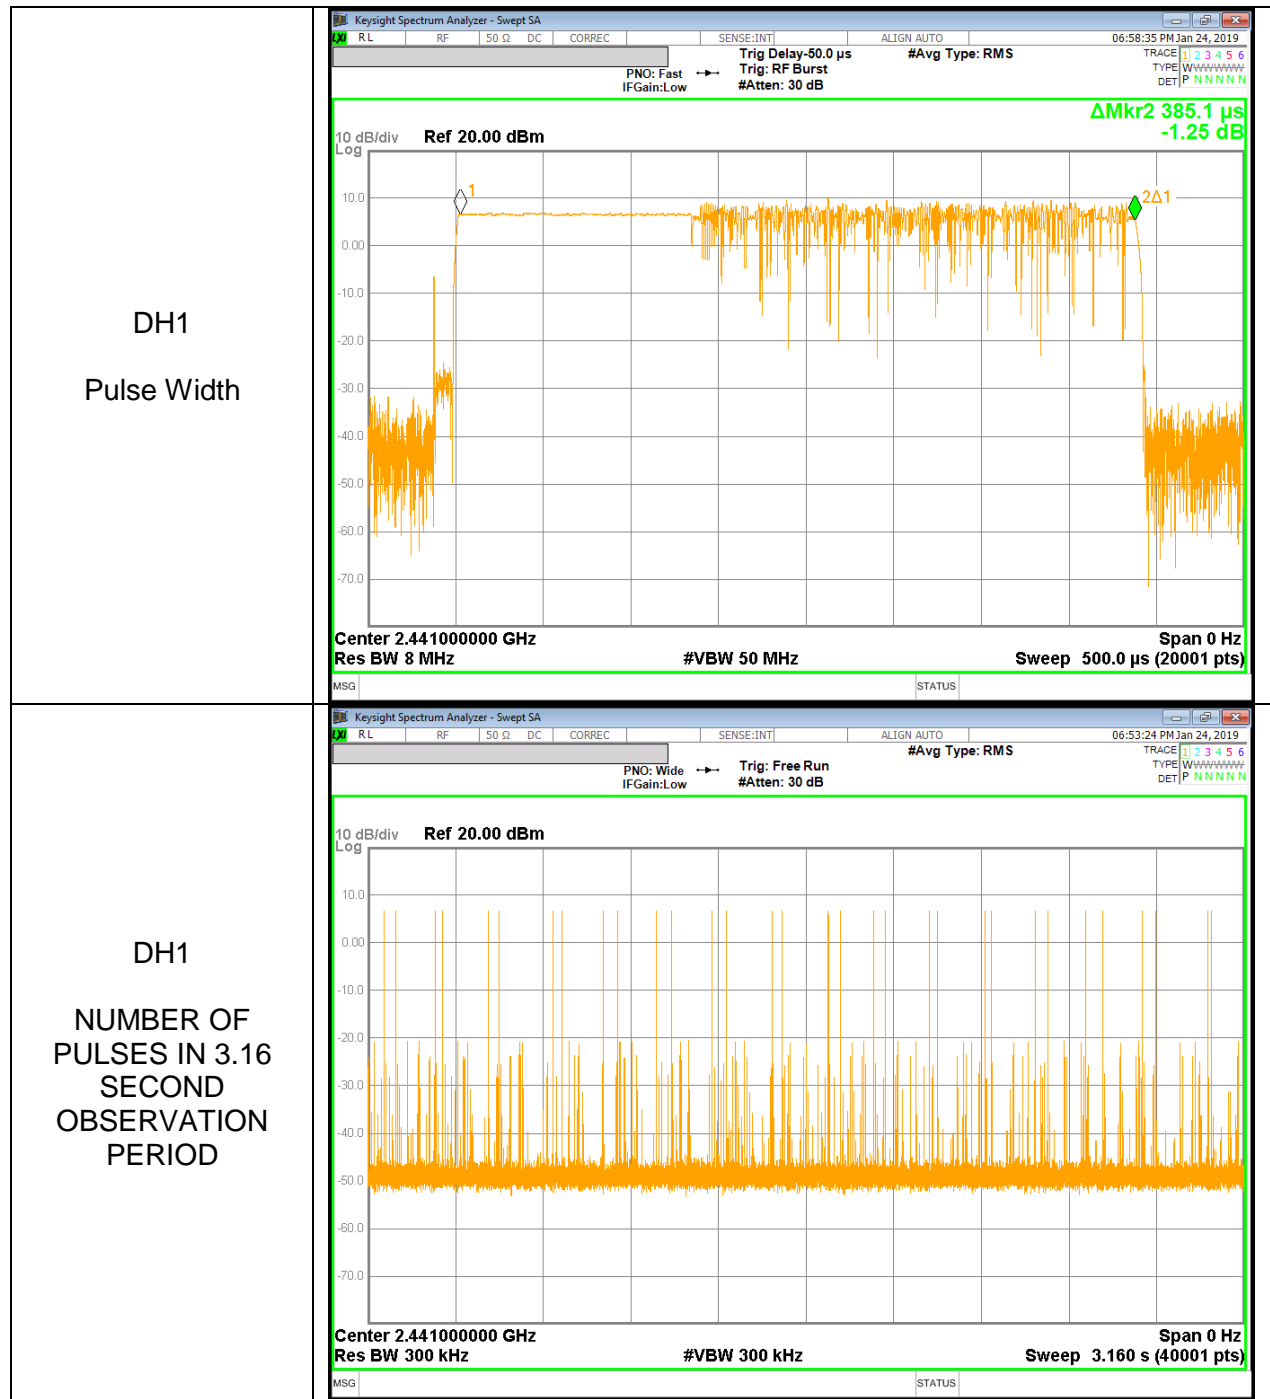 DH1
Pulse Width
Keysight Spectrum Analyzer - Swept SA
LXI RL RF 50 Ω DC CORREC SENSE:INT ALIGN AUTO 06:58:35 PM Jan 24, 2019
Trig Delay-50.0 µs #Avg Type: RMS TRACE 1 2 3 4 5 6
PNO: Fast Trig: RF Burst TYPE WWWWWW
IFGain:Low #Atten: 30 dB DET P N N N N N
ΔMkr2 385.1 µs
-1.25 dB
10 dB/div Ref 20.00 dBm
Log
10.0
0.00
-10.0
-20.0
-30.0
-40.0
-50.0
-60.0
-70.0
1
2Δ1
Center 2.441000000 GHz Span 0 Hz
Res BW 8 MHz #VBW 50 MHz Sweep 500.0 µs (20001 pts)
MSG STATUS
DH1
NUMBER OF
PULSES IN 3.16
SECOND
OBSERVATION
PERIOD
Keysight Spectrum Analyzer - Swept SA
LXI RL RF 50 Ω DC CORREC SENSE:INT ALIGN AUTO 06:53:24 PM Jan 24, 2019
#Avg Type: RMS TRACE 1 2 3 4 5 6
PNO: Wide Trig: Free Run TYPE WWWWWW
IFGain:Low #Atten: 30 dB DET P N N N N N
10 dB/div Ref 20.00 dBm
Log
10.0
0.00
-10.0
-20.0
-30.0
-40.0
-50.0
-60.0
-70.0
Center 2.441000000 GHz Span 0 Hz
Res BW 300 kHz #VBW 300 kHz Sweep 3.160 s (40001 pts)
MSG STATUS